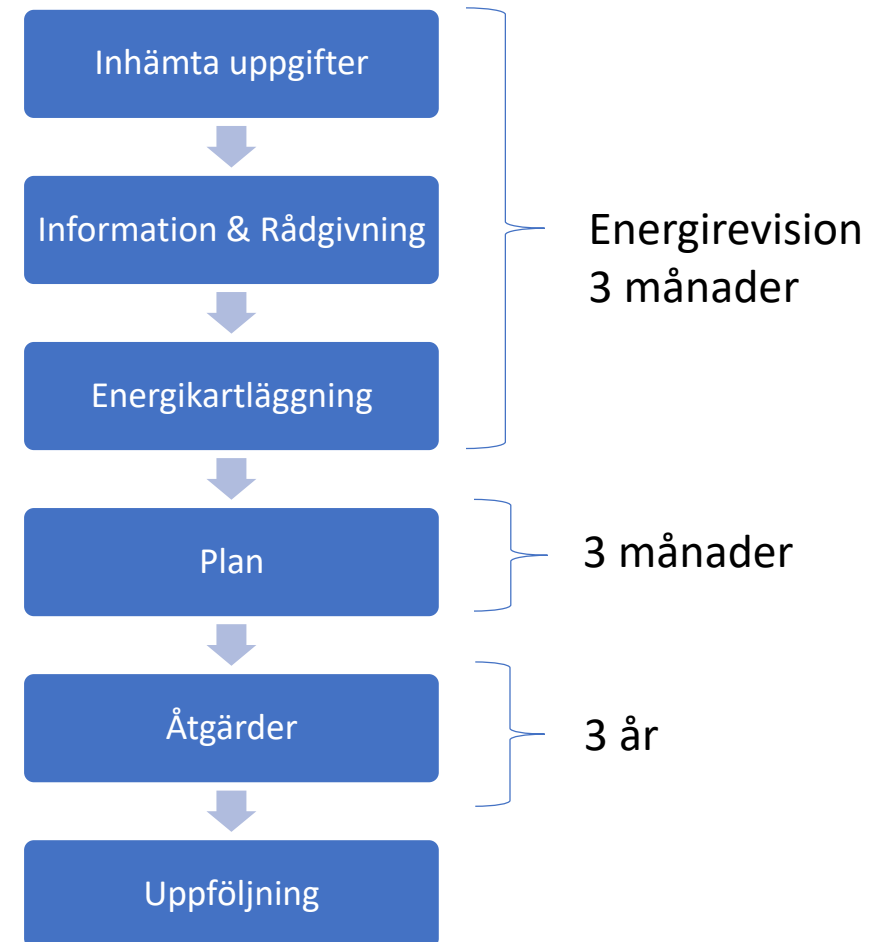 Inhämta uppgifter
Information & Rådgivning
Energirevision
3 månader
Energikartläggning
Plan
3 månader
Åtgärder
3 år
Uppföljning